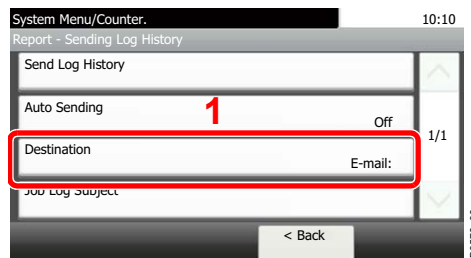 System Menu/Counter.
10:10
Report - Sending Log History
Send Log History
Auto Sending
1
Off
1/1
Destination
E-mail:
Job Log Subject
< Back